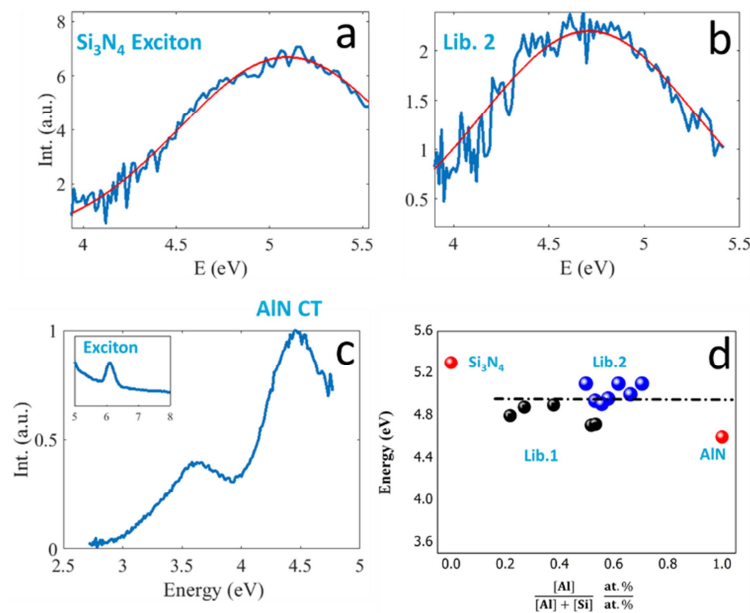 Si₃N₄ Exciton
a
8
6
4
2
Int. (a.u.)
4
4.5
5
5.5
E (eV)
Lib. 2
b
2
1.5
1
0.5
4
4.5
5
5.5
E (eV)
AlN CT
c
Exciton
5 6 7 8
1
0.5
0
Int. (a.u.)
2.5 3 3.5 4 4.5 5
Energy (eV)
d
5.6
5.2
4.8
4.4
4.0
3.6
Energy (eV)
Si₃N₄
Lib.2
Lib.1
AlN
0.0 0.2 0.4 0.6 0.8 1.0
[Al] at. %
[Al] + [Si] at. %